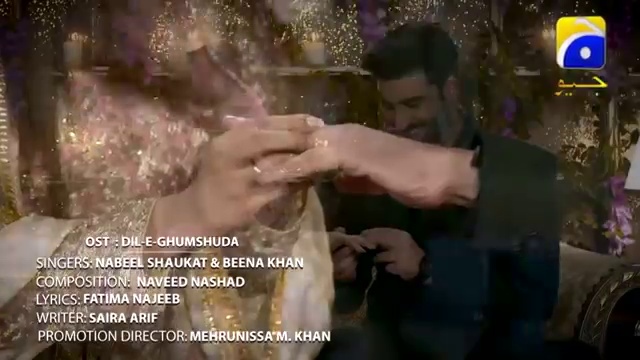 جیو
OST : DIL-E-GHUMSHUDA
SINGERS: NABEEL SHAUKAT & BEENA KHAN
COMPOSITION: NAVEED NASHAD
LYRICS: FATIMA NAJEEB
WRITER: SAIRA ARIF
PROMOTION DIRECTOR: MEHRUNISSA M. KHAN